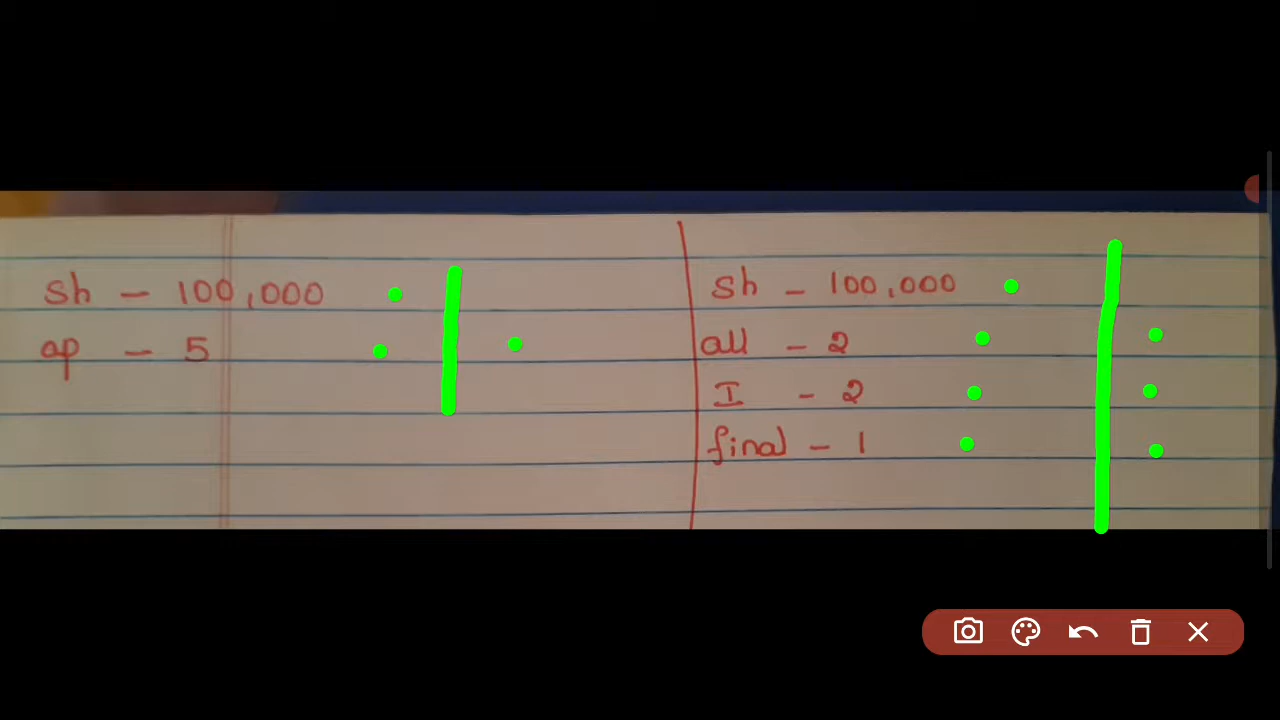 Sh - 100,000
ap - 5
Sh - 100,000
all - 2
I - 2
final - 1